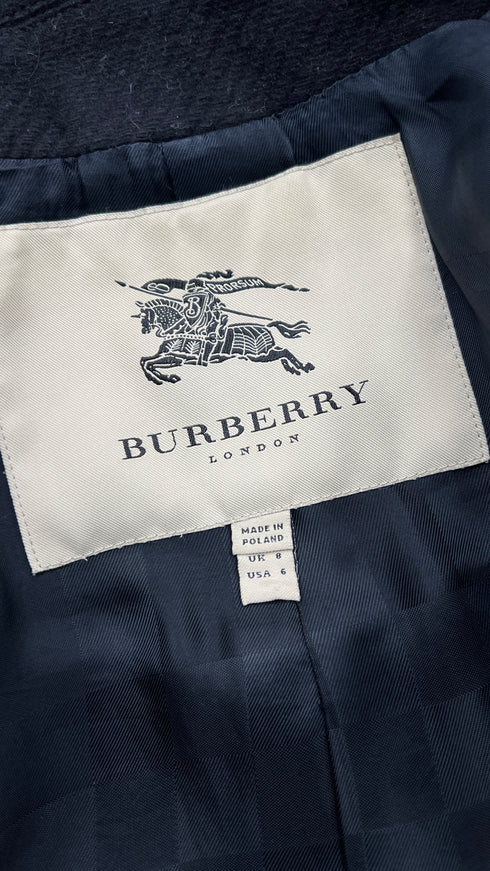 PRORSUM
B
BURBERRY
LONDON
MADE IN
POLAND
UK 8
USA 6